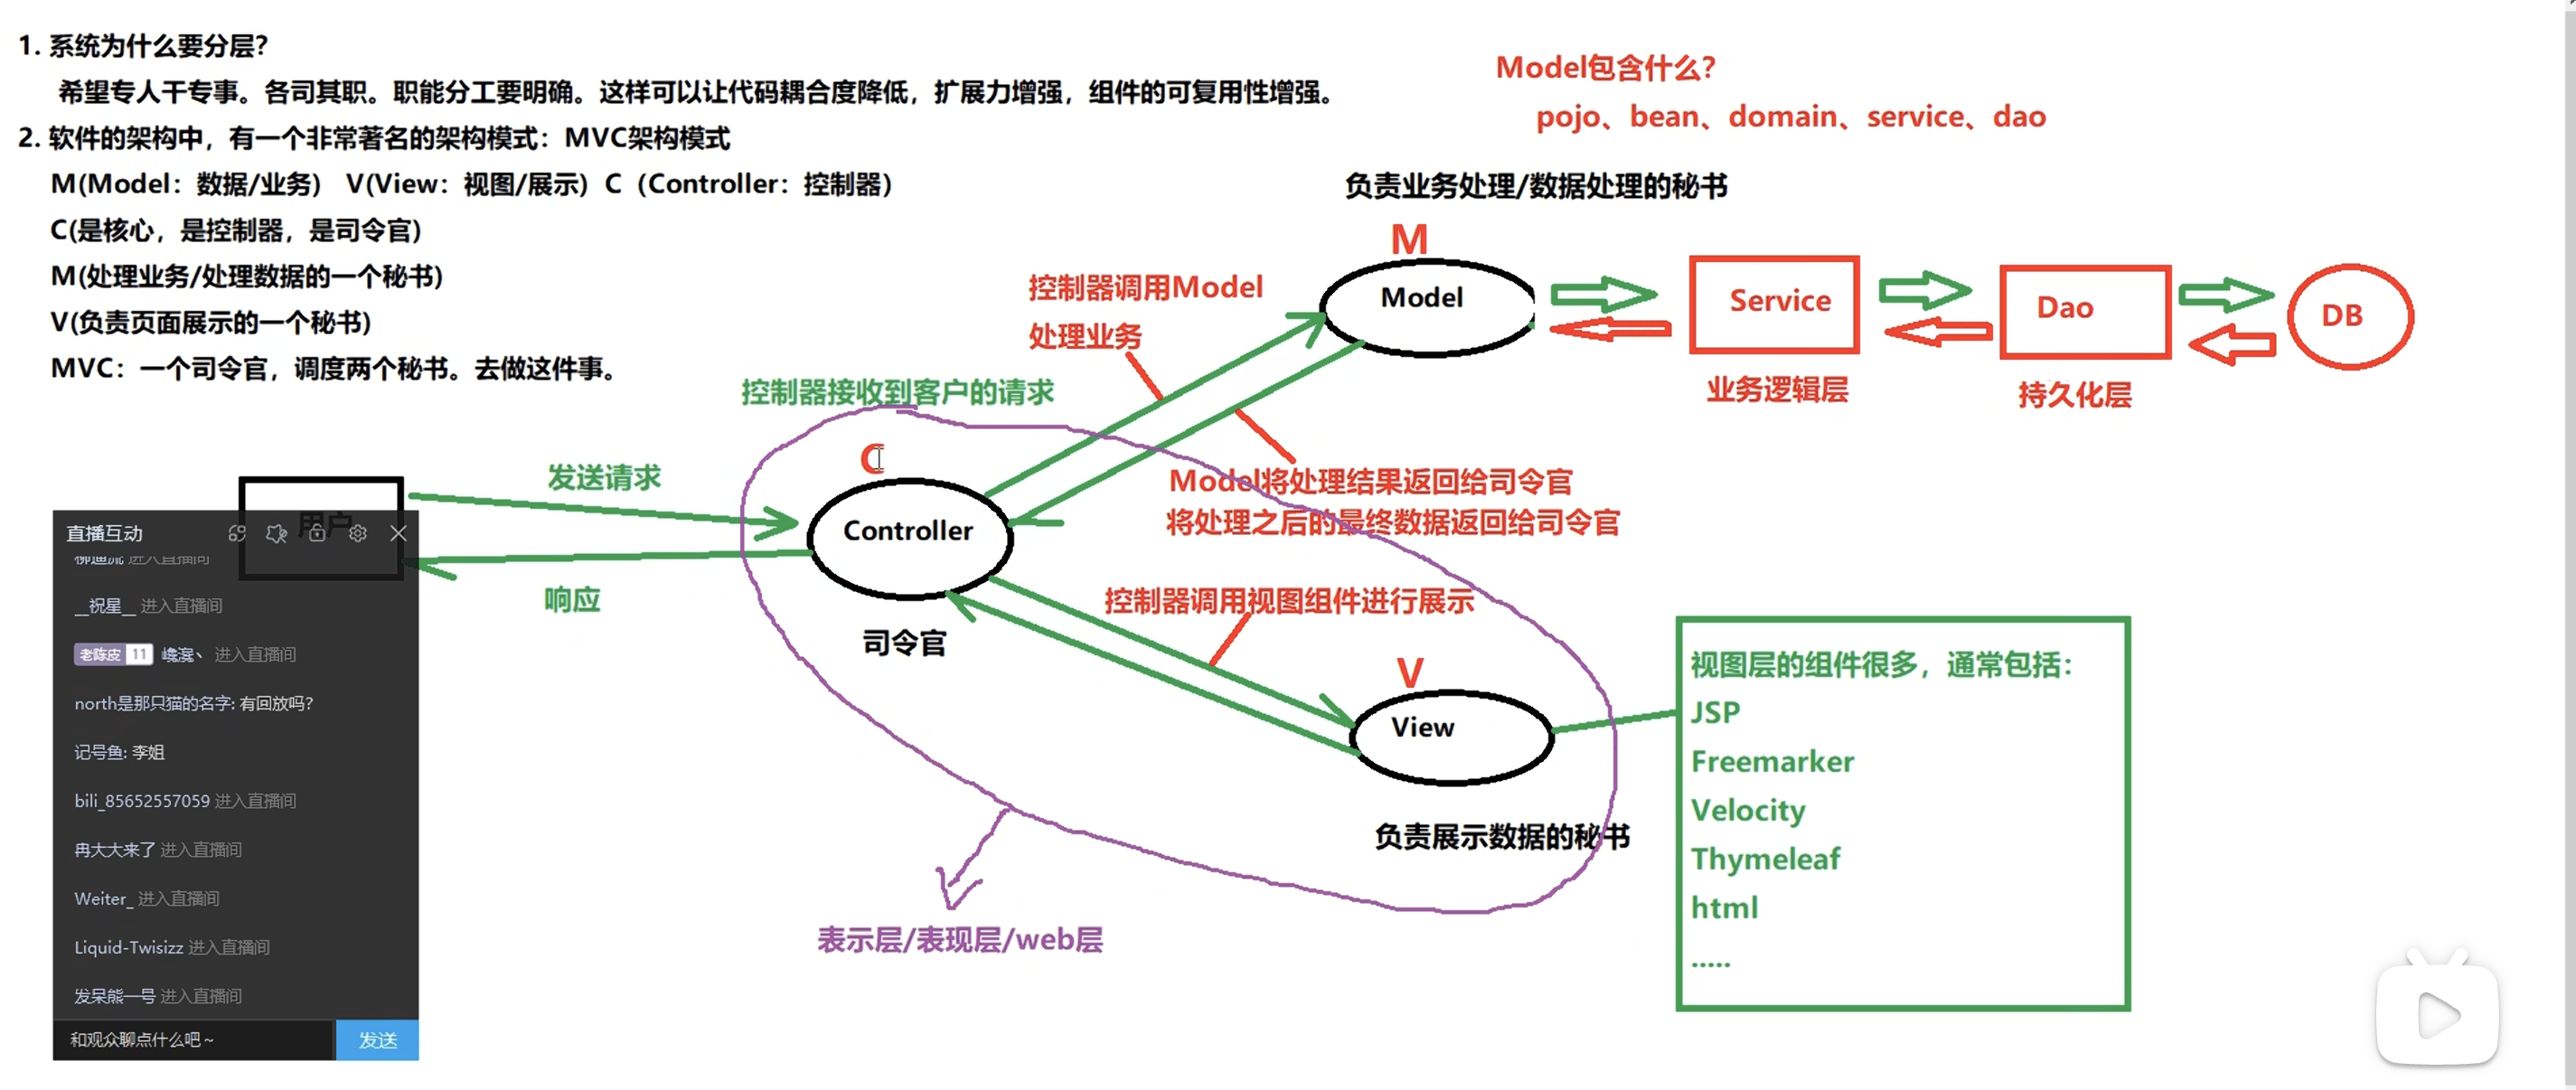 1. 系统为什么要分层？
希望专人干专事。各司其职。职能分工要明确。这样可以让代码耦合度降低，扩展力增强，组件的可复用性增强。
2. 软件的架构中，有一个非常著名的架构模式：MVC架构模式
M(Model：数据/业务) V(View：视图/展示) C（Controller：控制器）
C(是核心，是控制器，是司令官)
M(处理业务/处理数据的一个秘书)
V(负责页面展示的一个秘书)
MVC：一个司令官，调度两个秘书。去做这件事。
Model包含什么？
pojo、bean、domain、service、dao
负责业务处理/数据处理的秘书
M
Model
控制器调用Model
处理业务
Service
业务逻辑层
Dao
持久化层
DB
控制器接收到客户的请求
C
Controller
司令官
发送请求
响应
用户
Model将处理结果返回给司令官
将处理之后的最终数据返回给司令官
控制器调用视图组件进行展示
V
View
负责展示数据的秘书
表示层/表现层/web层
视图层的组件很多，通常包括：
JSP
Freemarker
Velocity
Thymeleaf
html
.....
直播互动
进入直播间
__祝星__ 进入直播间
老陈皮 11 进入直播间
north是那只猫的名字: 有回放吗？
记号鱼: 李姐
bili_85652557059 进入直播间
冉大大来了 进入直播间
Weiter_ 进入直播间
Liquid-Twisizz 进入直播间
发呆熊一号 进入直播间
和观众聊点什么吧～
发送